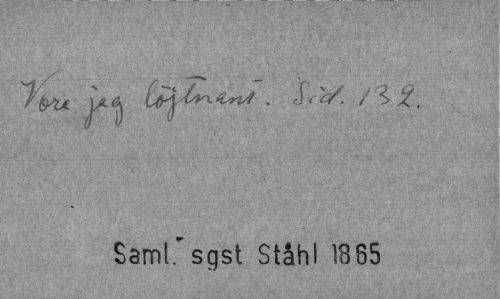 Vore jag löjtnant. Sid. 132.
Saml. sgst Ståhl 1865